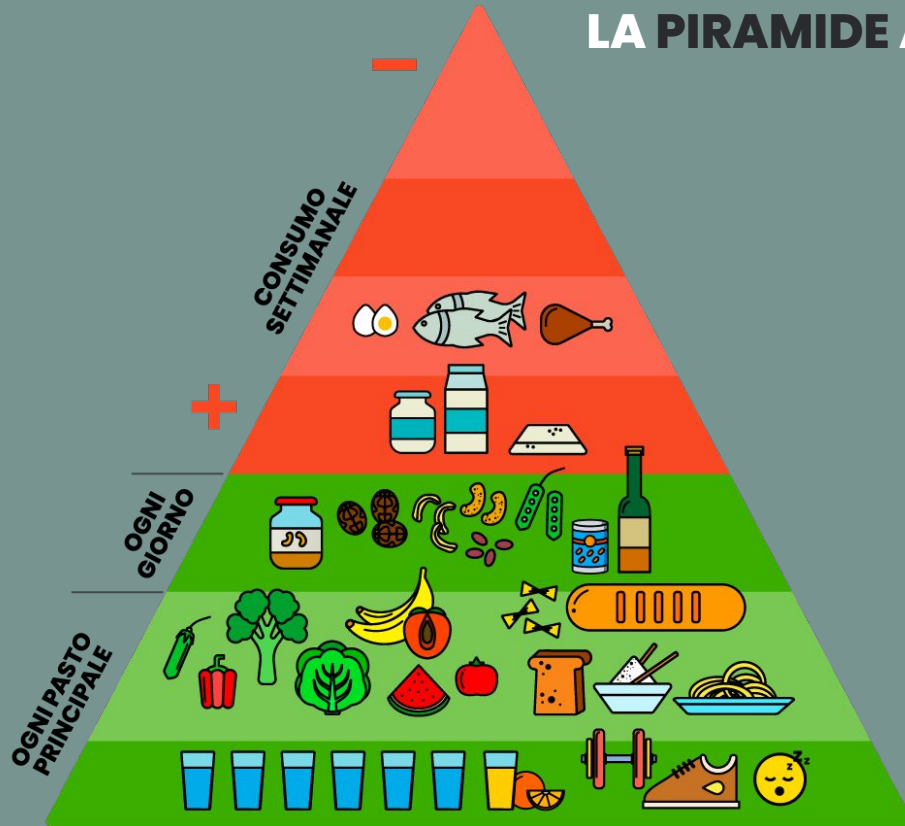 LA PIRAMIDE
CONSUMO
SETTIMANALE
OGNI
GIORNO
OGNI PASTO
PRINCIPALE
z z z